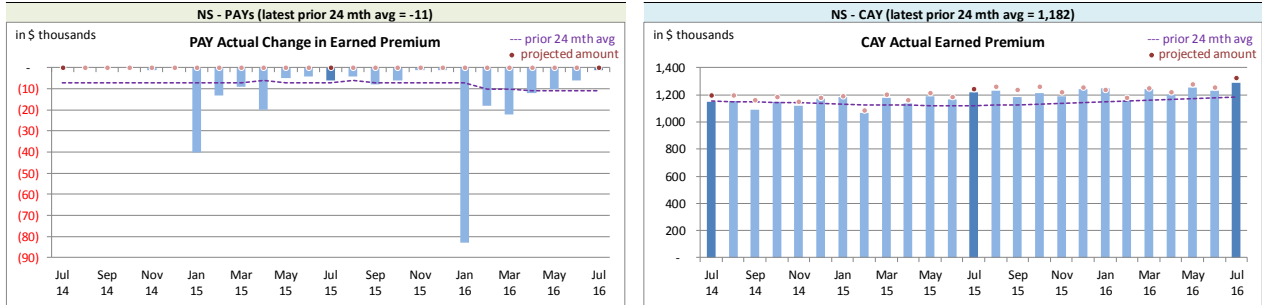 NS - PAYs (latest prior 24 mth avg = -11)
in $ thousands
PAY Actual Change in Earned Premium
--- prior 24 mth avg
projected amount
-
(10)
(20)
(30)
(40)
(50)
(60)
(70)
(80)
(90)
Jul Sep Nov Jan Mar May Jul Sep Nov Jan Mar May Jul
14 14 14 15 15 15 15 15 15 16 16 16 16
NS - CAY (latest prior 24 mth avg = 1,182)
in $ thousands
CAY Actual Earned Premium
--- prior 24 mth avg
projected amount
1,400
1,200
1,000
800
600
400
200
-
Jul Sep Nov Jan Mar May Jul Sep Nov Jan Mar May Jul
14 14 14 15 15 15 15 15 15 16 16 16 16